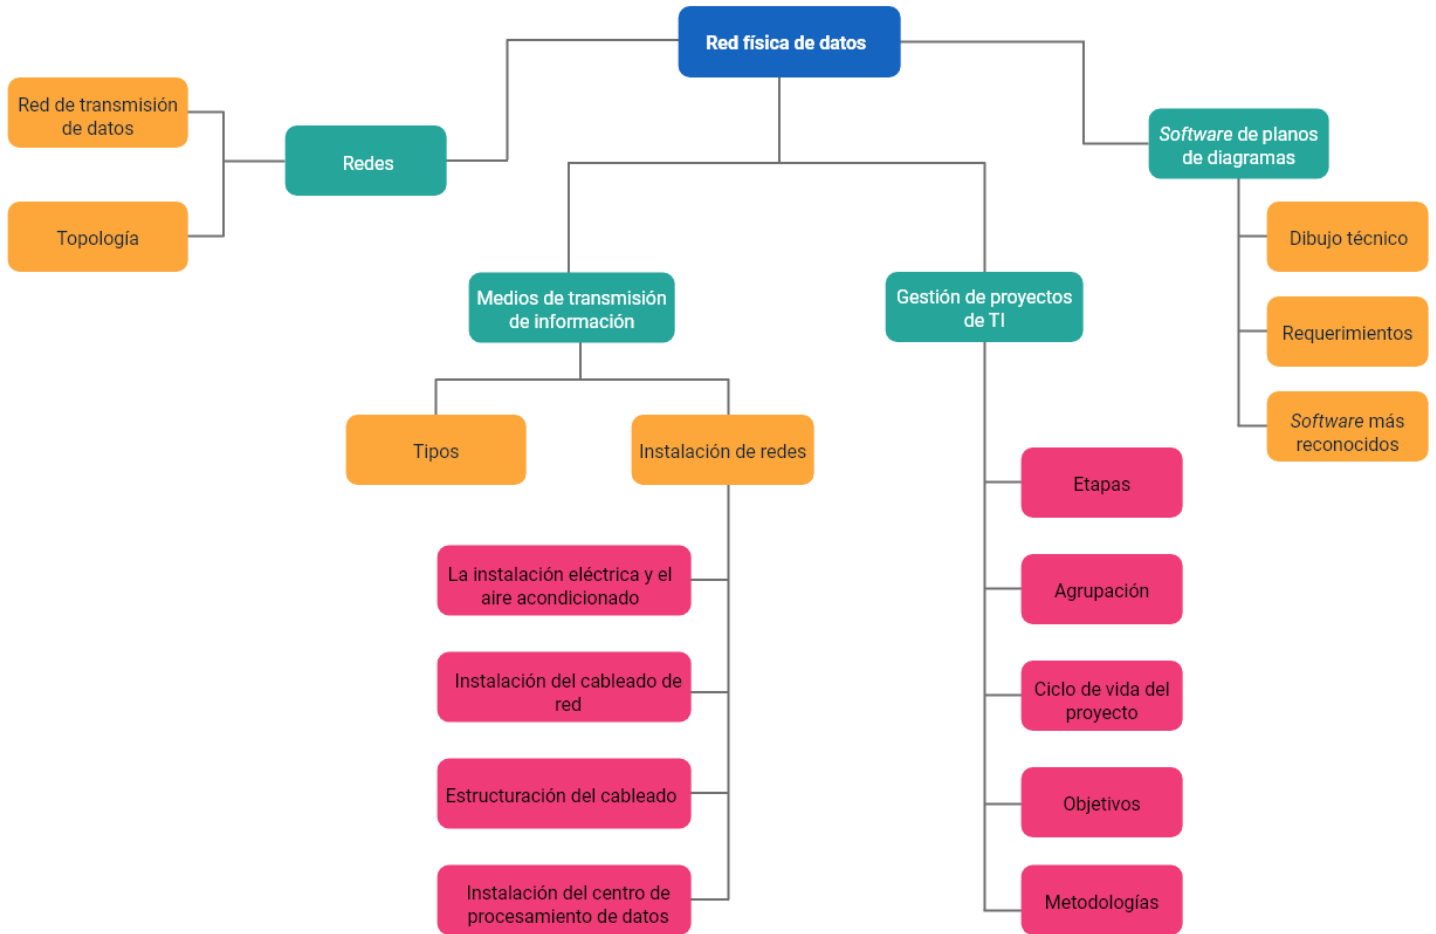 Red física de datos
Red de transmisión
de datos
Redes
Topología
Software de planos
de diagramas
Dibujo técnico
Requerimientos
Software más
reconocidos
Medios de transmisión
de información
Gestión de proyectos
de TI
Tipos
Instalación de redes
La instalación eléctrica y el
aire acondicionado
Instalación del cableado de
red
Estructuración del cableado
Instalación del centro de
procesamiento de datos
Etapas
Agrupación
Ciclo de vida del
proyecto
Objetivos
Metodologías